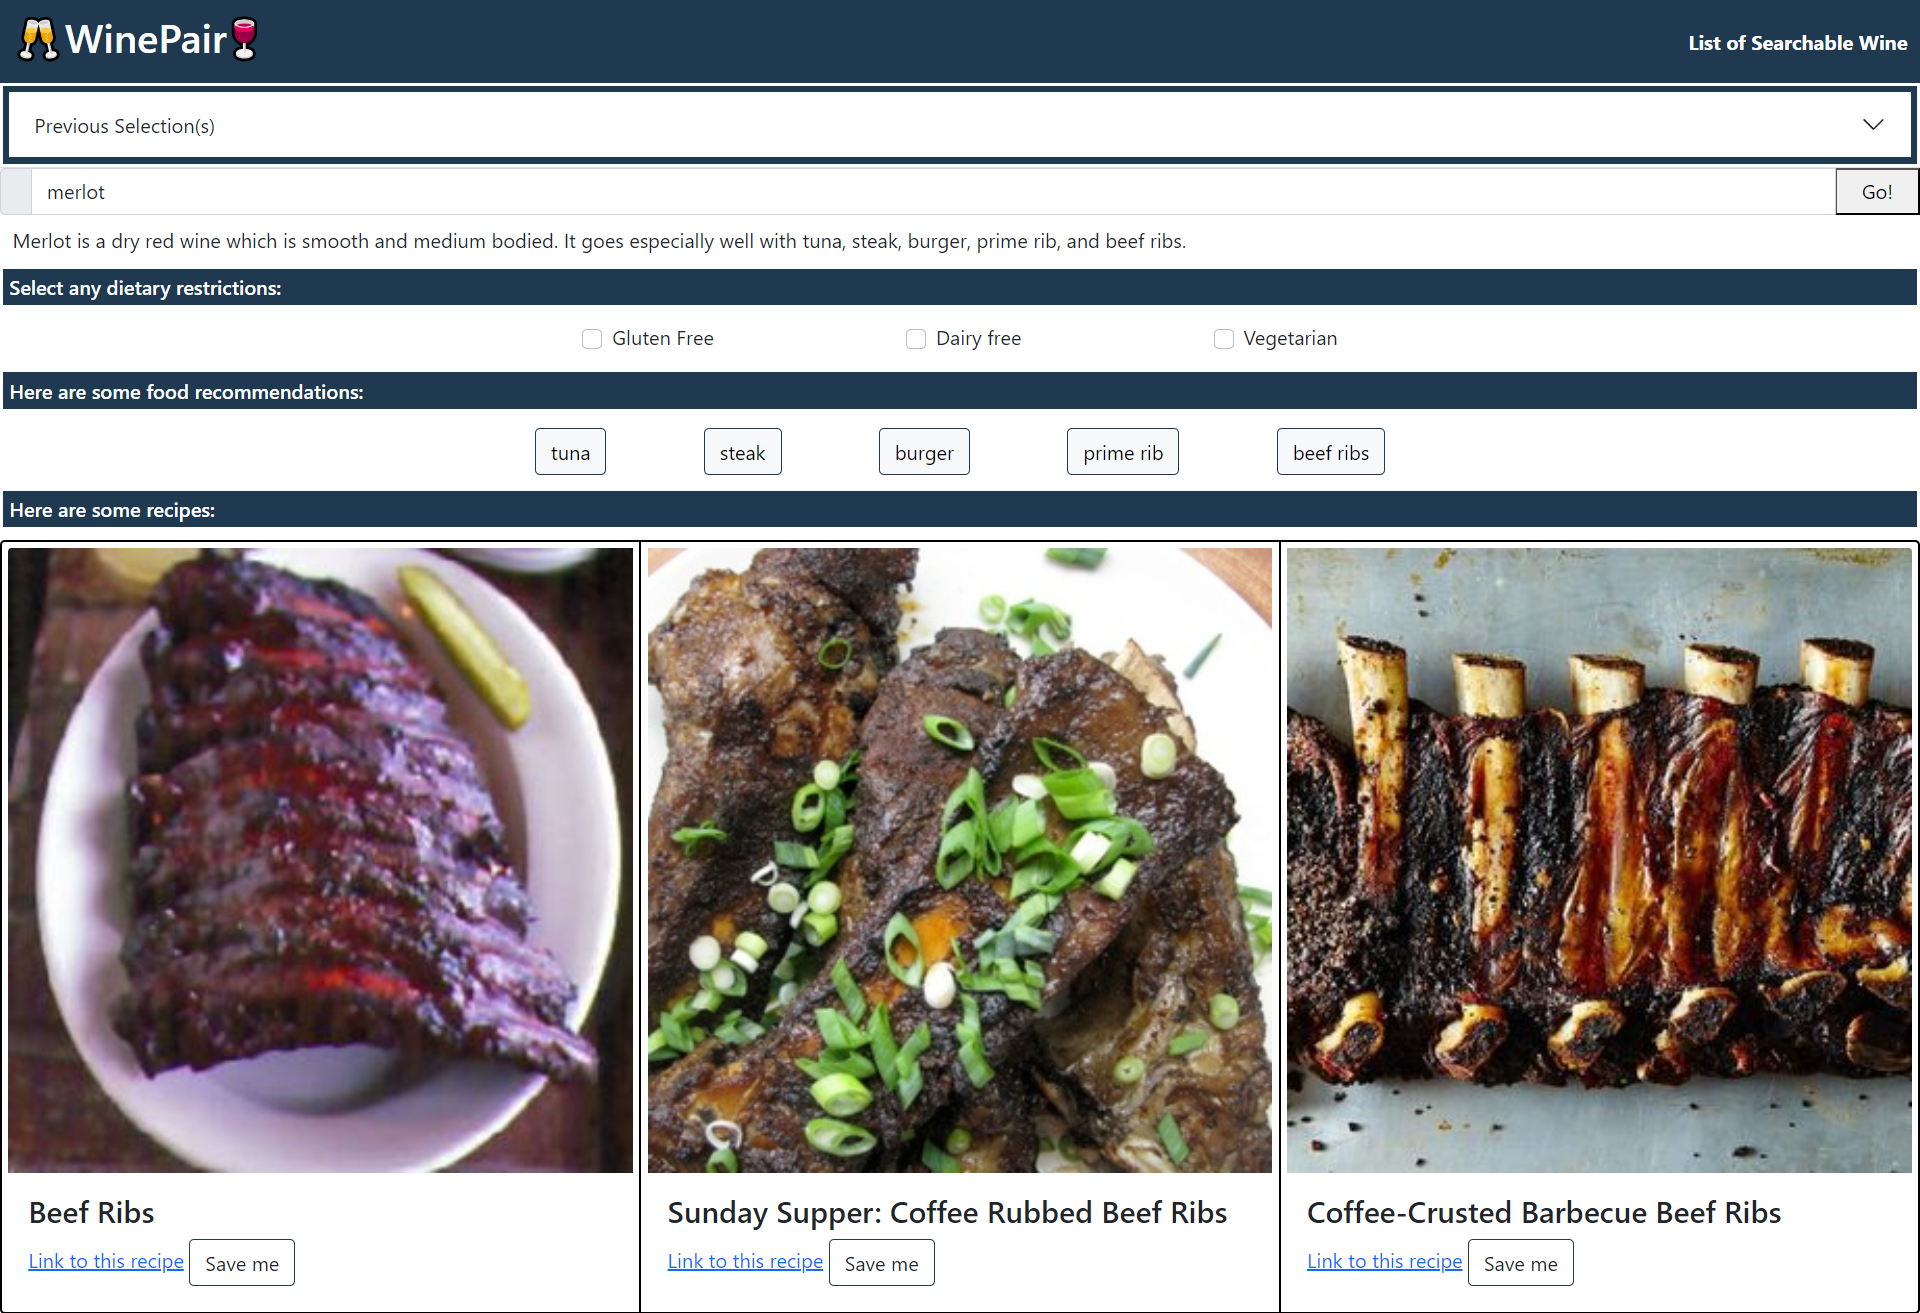 WinePair
List of Searchable Wine
Previous Selection(s)
merlot
Go!
Merlot is a dry red wine which is smooth and medium bodied. It goes especially well with tuna, steak, burger, prime rib, and beef ribs.
Select any dietary restrictions:
Gluten Free
Dairy free
Vegetarian
Here are some food recommendations:
tuna
steak
burger
prime rib
beef ribs
Here are some recipes:
Beef Ribs
Link to this recipe
Save me
Sunday Supper: Coffee Rubbed Beef Ribs
Link to this recipe
Save me
Coffee-Crusted Barbecue Beef Ribs
Link to this recipe
Save me